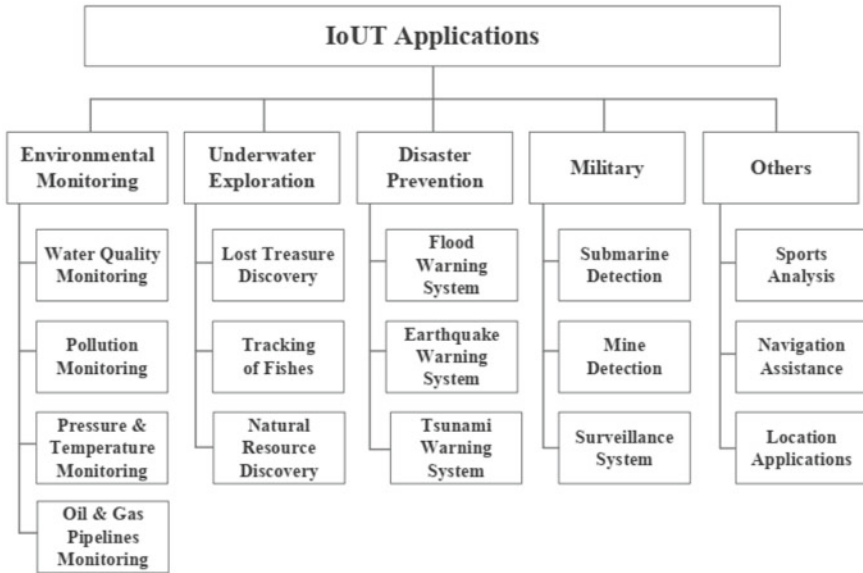 IoUT Applications
Environmental
Monitoring
Underwater
Exploration
Disaster
Prevention
Military
Others
Water Quality
Monitoring
Pollution
Monitoring
Pressure &
Temperature
Monitoring
Oil & Gas
Pipelines
Monitoring
Lost Treasure
Discovery
Tracking
of Fishes
Natural
Resource
Discovery
Flood
Warning
System
Earthquake
Warning
System
Tsunami
Warning
System
Submarine
Detection
Mine
Detection
Surveillance
System
Sports
Analysis
Navigation
Assistance
Location
Applications